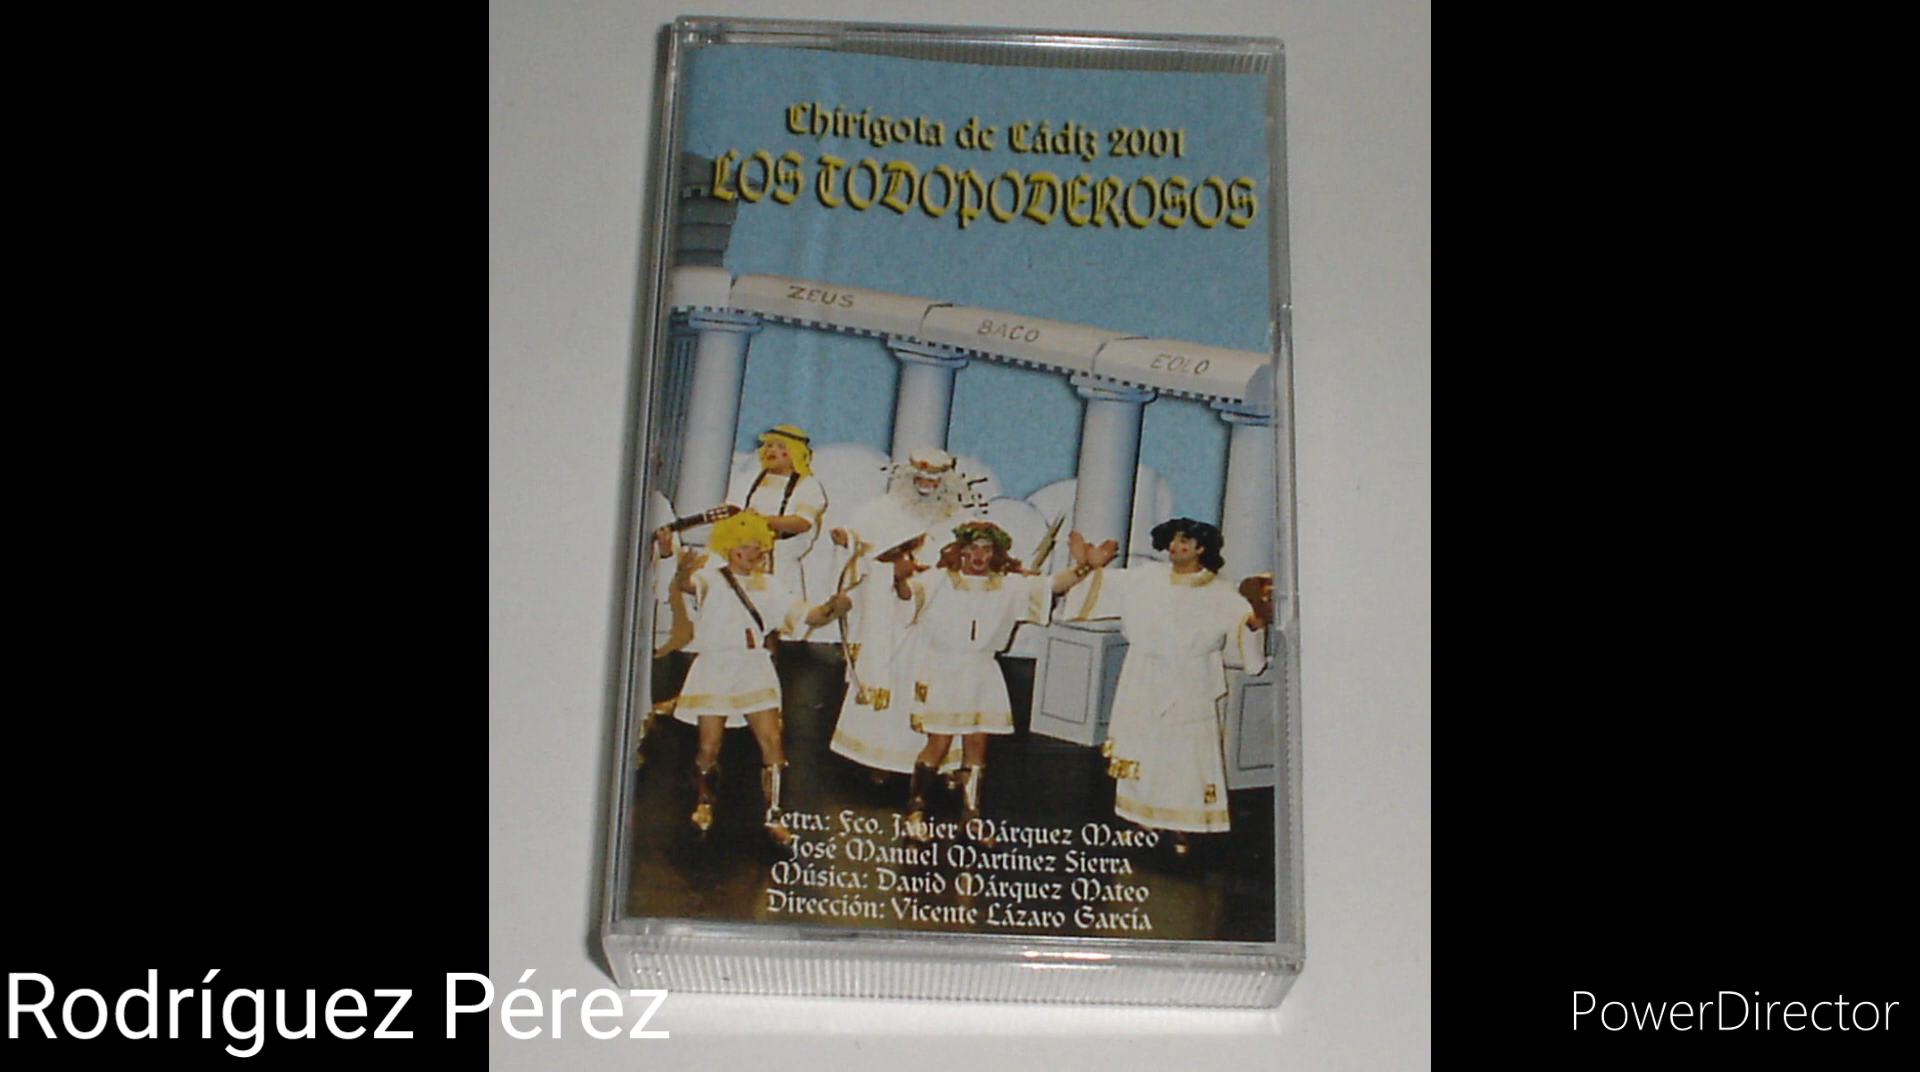 Chirigota de Cádiz 2001
LOS TODOPODEROSOS
ZEUS
BACO
EOLO
Letra: Fco. Javier Márquez Mateo
José Manuel Martínez Sierra
Música: David Márquez Mateo
Dirección: Vicente Lázaro García
Rodríguez Pérez
PowerDirector